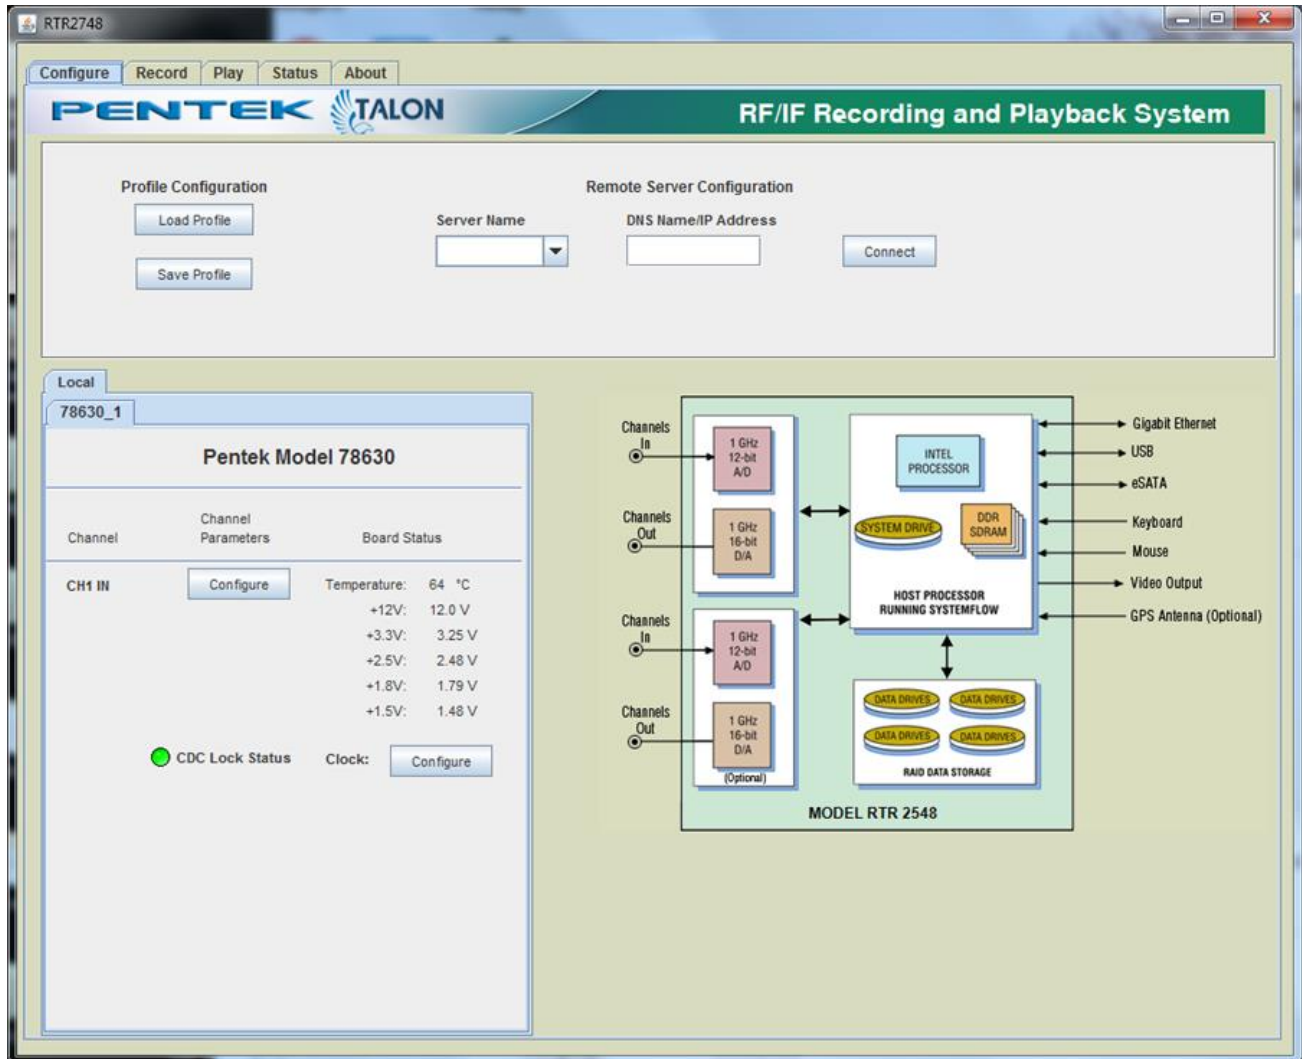 RTR2748
Configure Record Play Status About
PENTEK TALON RF/IF Recording and Playback System
Profile Configuration
Load Profile
Save Profile
Remote Server Configuration
Server Name DNS Name/IP Address
Connect
Local
78630_1
Pentek Model 78630
Channel Channel Parameters Board Status
CH1 IN Configure Temperature: 64 °C
+12V: 12.0 V
+3.3V: 3.25 V
+2.5V: 2.48 V
+1.8V: 1.79 V
+1.5V: 1.48 V
CDC Lock Status Clock: Configure
Channels
In
1 GHz
12-bit
A/D
Channels
Out
1 GHz
16-bit
D/A
Channels
In
1 GHz
12-bit
A/D
Channels
Out
1 GHz
16-bit
D/A
(Optional)
INTEL
PROCESSOR
SYSTEM DRIVE
DDR
SDRAM
HOST PROCESSOR
RUNNING SYSTEMFLOW
DATA DRIVES DATA DRIVES
DATA DRIVES DATA DRIVES
RAID DATA STORAGE
MODEL RTR 2548
Gigabit Ethernet
USB
eSATA
Keyboard
Mouse
Video Output
GPS Antenna (Optional)